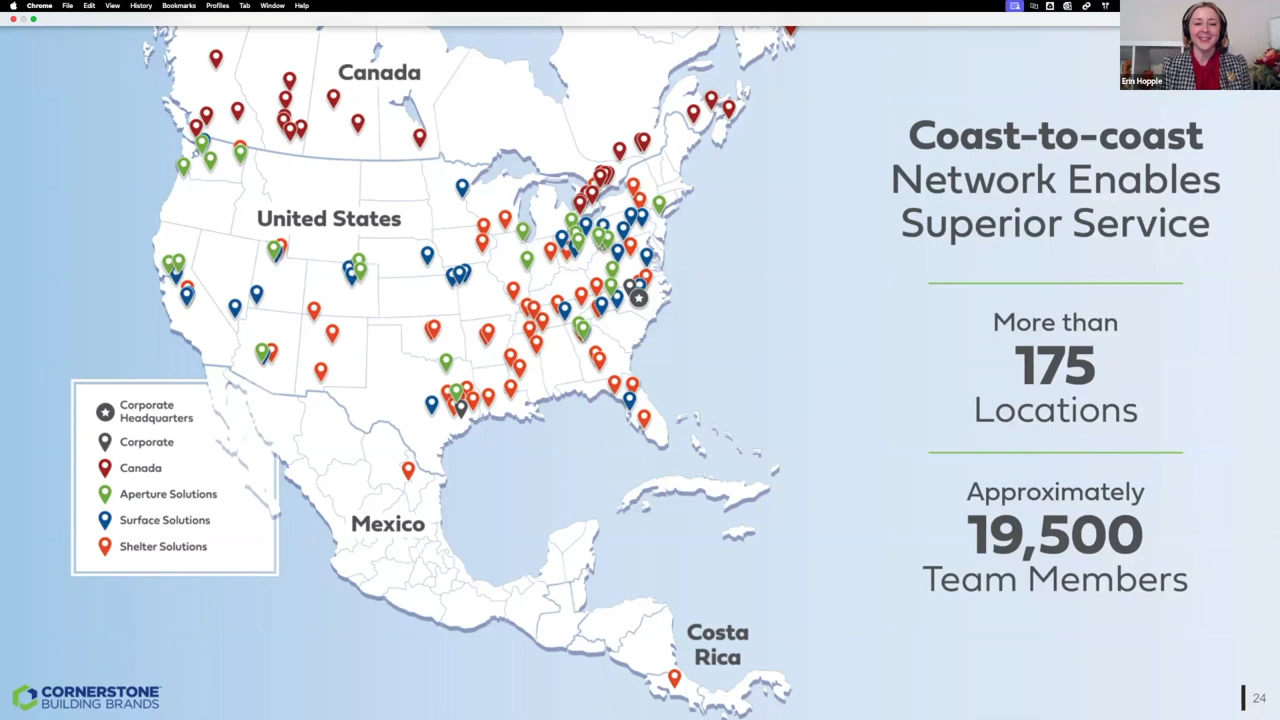 Chrome File Edit View History Bookmarks Profiles Tab Window Help
Erin Hopple
Canada
United States
Mexico
Costa
Rica
Corporate
Headquarters
Corporate
Canada
Aperture Solutions
Surface Solutions
Shelter Solutions
Coast-to-coast
Network Enables
Superior Service
More than
175
Locations
Approximately
19,500
Team Members
CORNERSTONE
BUILDING BRANDS
24